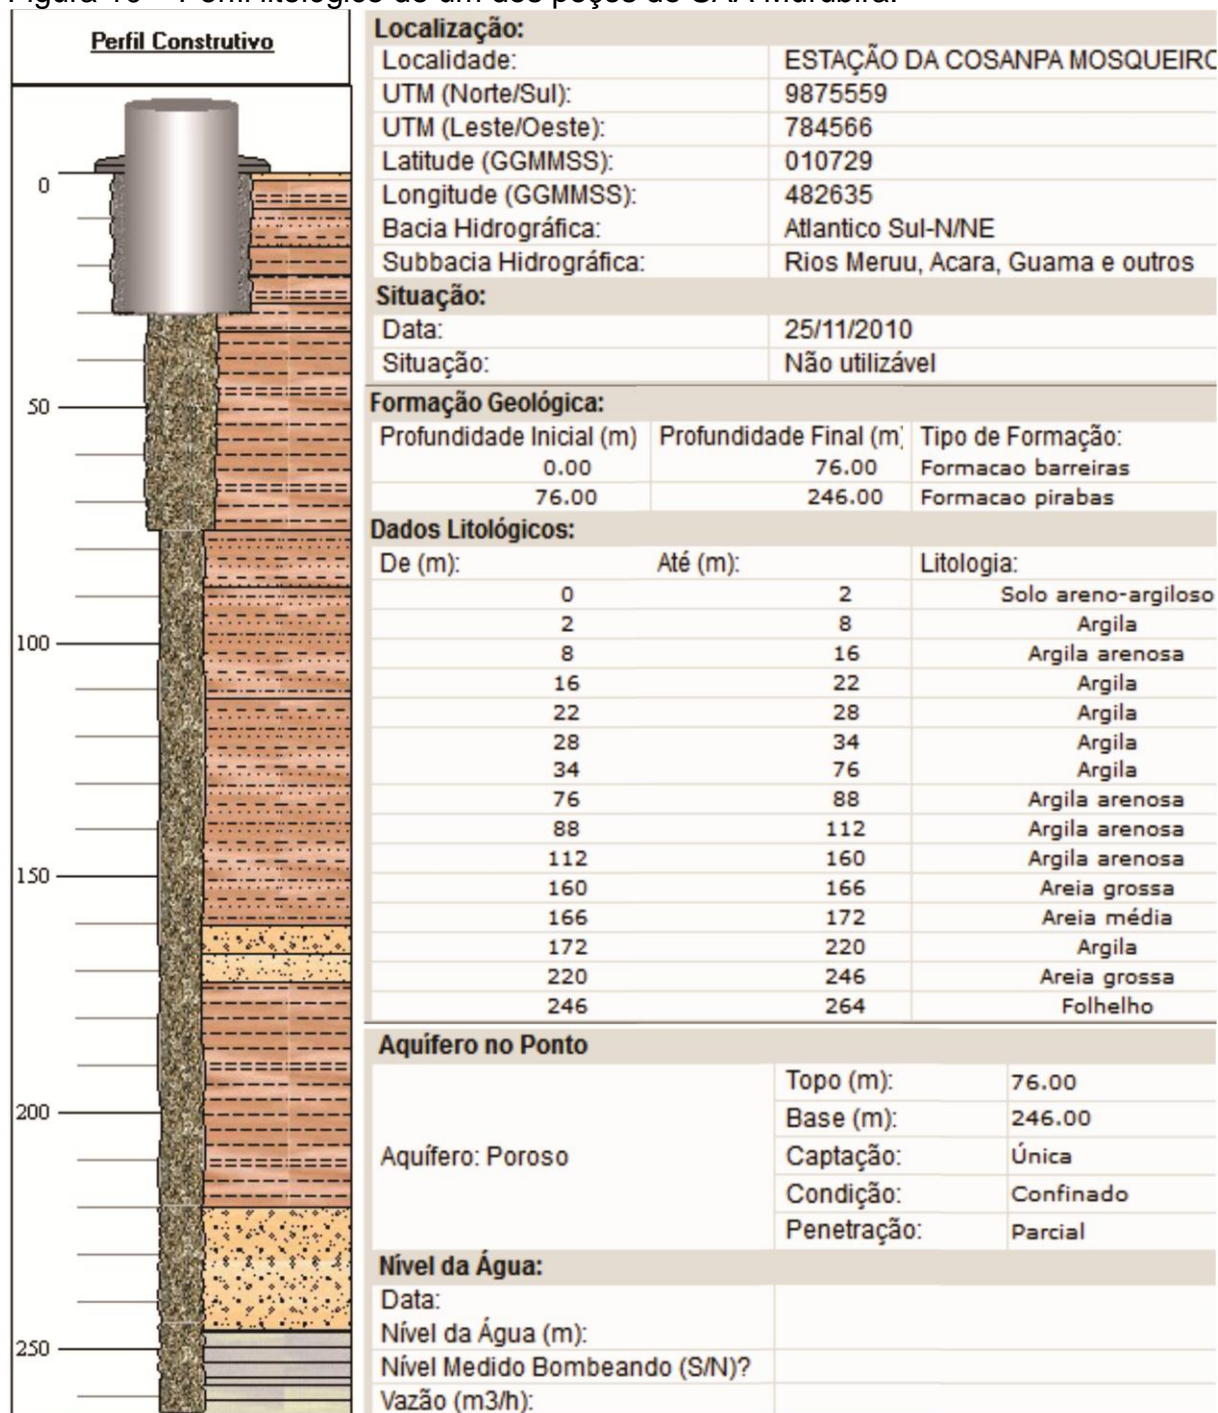 Perfil Construtivo
0
50
100
150
200
250
Localização:
Localidade: ESTAÇÃO DA COSANPA MOSQUEIRO
UTM (Norte/Sul): 9875559
UTM (Leste/Oeste): 784566
Latitude (GGMMSS): 010729
Longitude (GGMMSS): 482635
Bacia Hidrográfica: Atlantico Sul-N/NE
Subbacia Hidrográfica: Rios Meruu, Acara, Guama e outros
Situação:
Data: 25/11/2010
Situação: Não utilizável
Formação Geológica:
Profundidade Inicial (m) Profundidade Final (m) Tipo de Formação:
0.00 76.00 Formacao barreiras
76.00 246.00 Formacao pirabas
Dados Litológicos:
De (m): Até (m): Litologia:
0 2 Solo areno-argiloso
2 8 Argila
8 16 Argila arenosa
16 22 Argila
22 28 Argila
28 34 Argila
34 76 Argila
76 88 Argila arenosa
88 112 Argila arenosa
112 160 Argila arenosa
160 166 Areia grossa
166 172 Areia média
172 220 Argila
220 246 Areia grossa
246 264 Folhelho
Aquífero no Ponto
Aquífero: Poroso
Topo (m): 76.00
Base (m): 246.00
Captação: Única
Condição: Confinado
Penetração: Parcial
Nível da Água:
Data:
Nível da Água (m):
Nível Medido Bombeando (S/N)?
Vazão (m3/h):